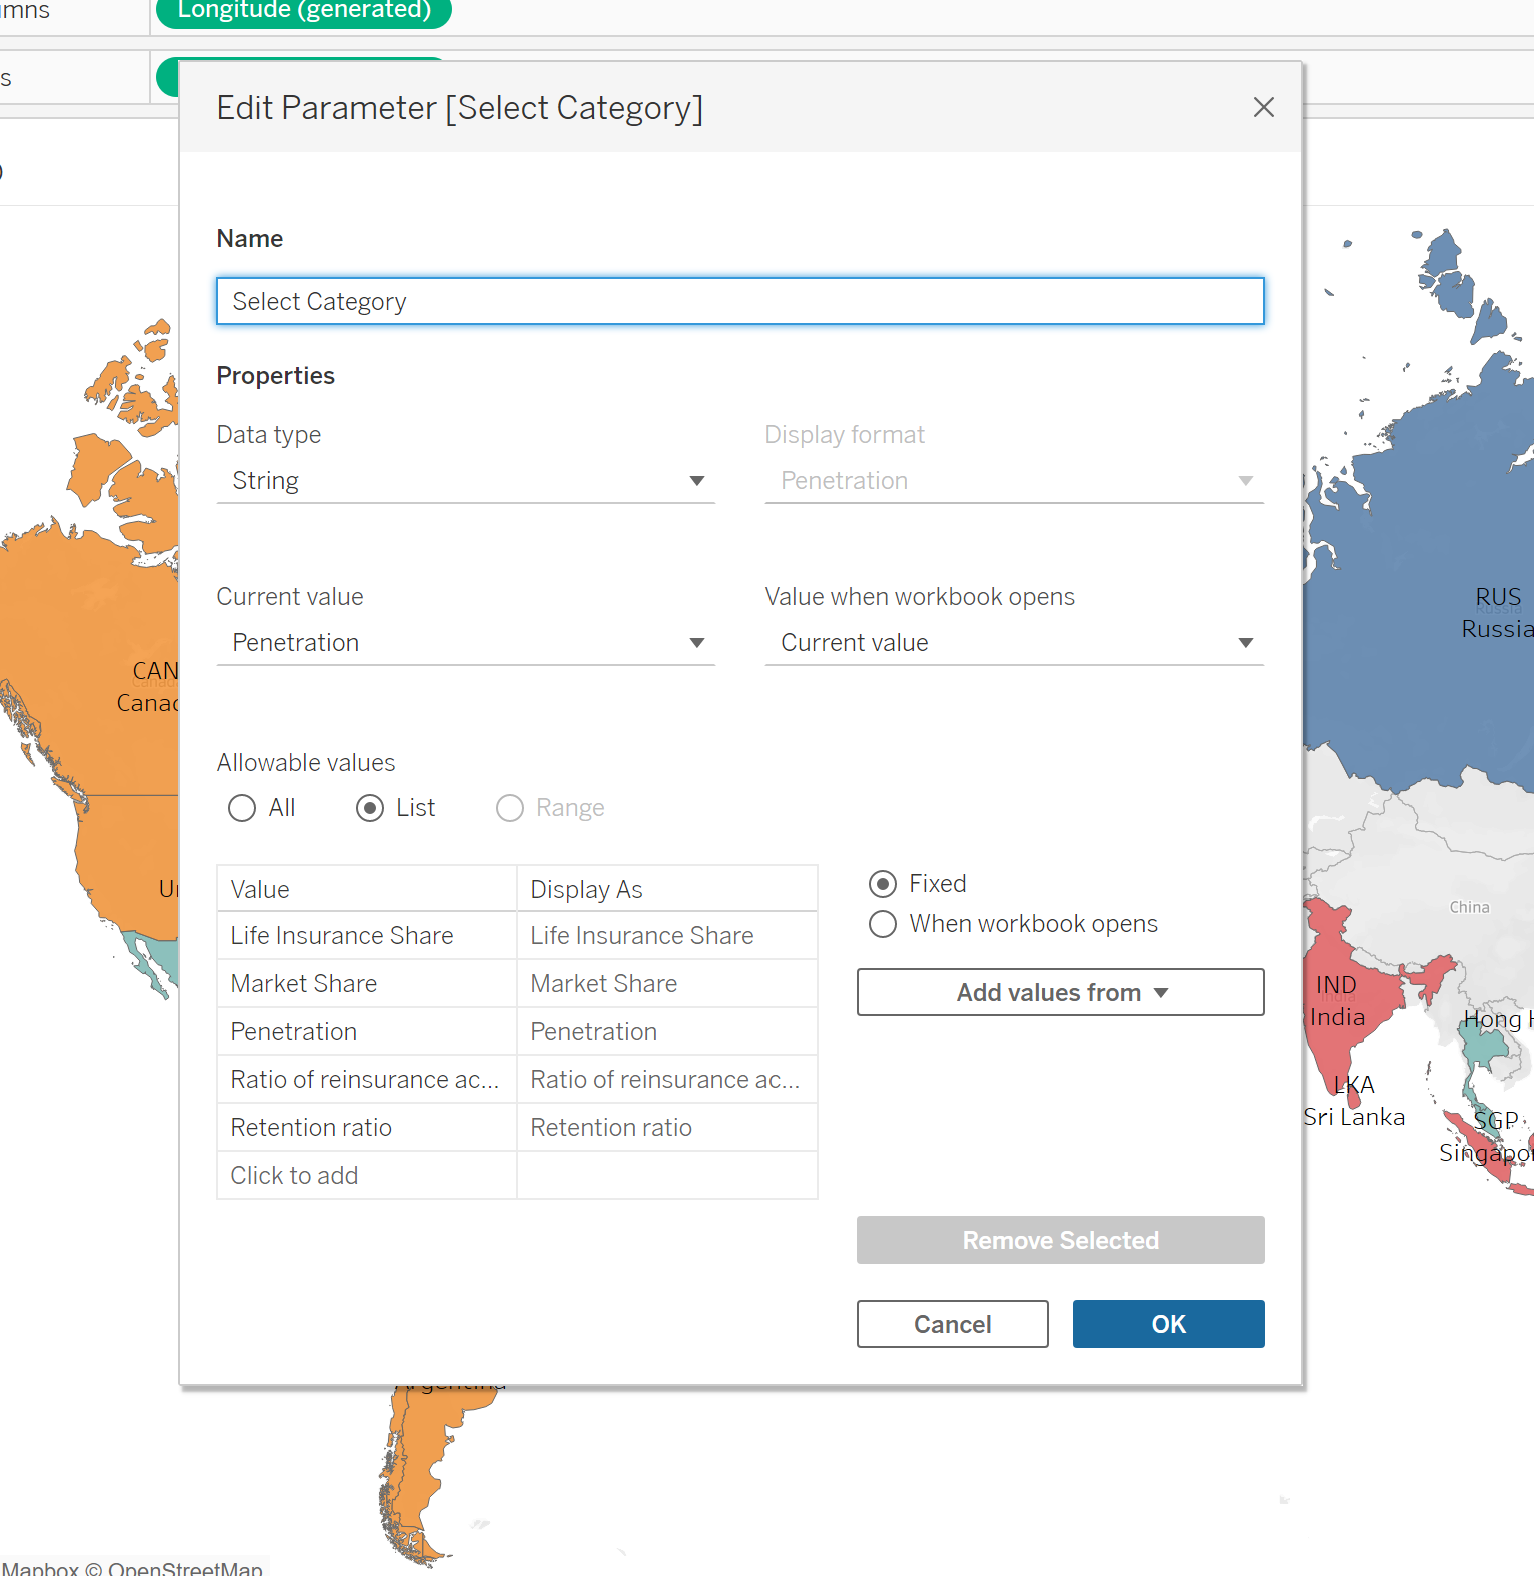 Longitude (generated)
Edit Parameter [Select Category]
Name
Select Category
Properties
Data type
Display format
String
Penetration
Current value
Value when workbook opens
Penetration
Current value
Allowable values
All
List
Range
Value
Display As
Life Insurance Share
Life Insurance Share
Market Share
Market Share
Penetration
Penetration
Ratio of reinsurance ac...
Ratio of reinsurance ac...
Retention ratio
Retention ratio
Click to add
Fixed
When workbook opens
Add values from
Remove Selected
Cancel
OK
CAN
RUS
Russia
Russia
China
IND
India
India
Hong
LKA
Sri Lanka
SGP
Argentina
Mapbox © OpenStreetMap